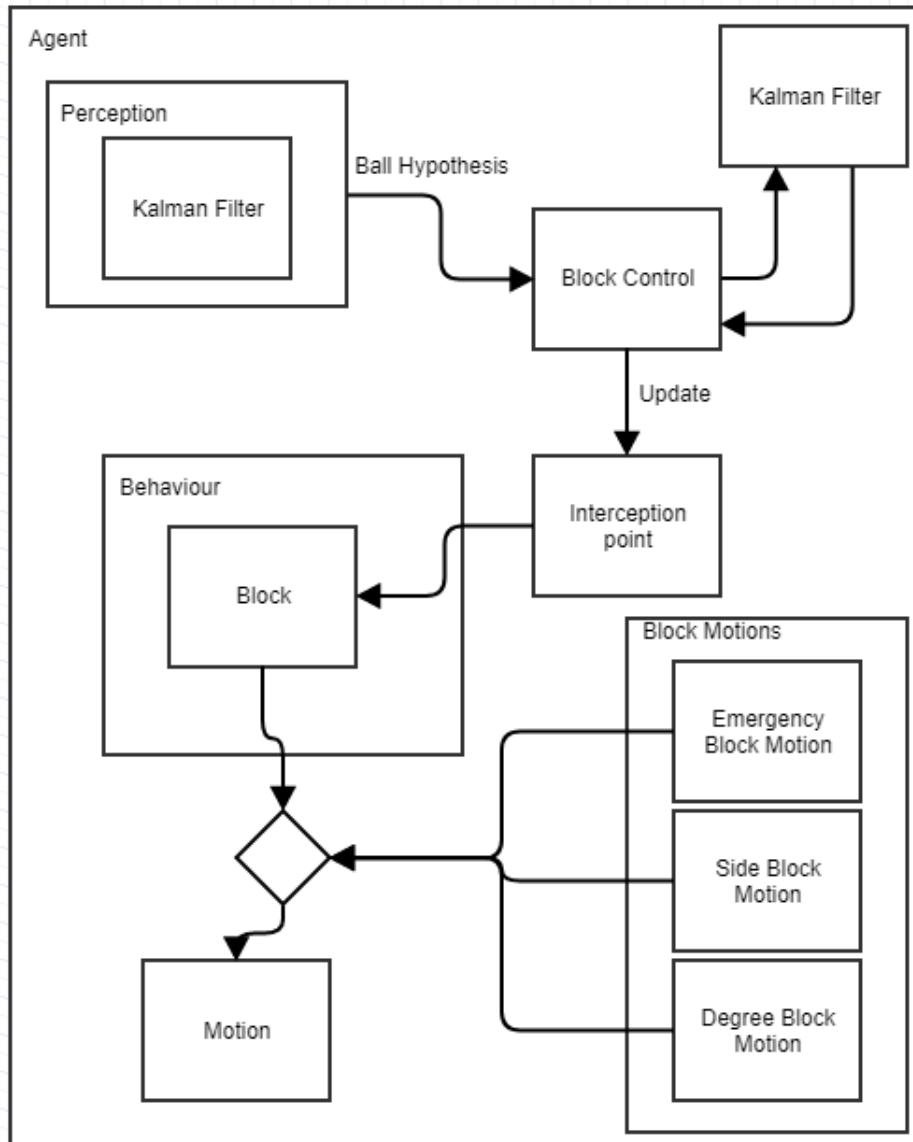 Agent
Perception
Kalman Filter
Ball Hypothesis
Kalman Filter
Block Control
Update
Interception
point
Behaviour
Block
Block Motions
Emergency
Block Motion
Side Block
Motion
Degree Block
Motion
Motion